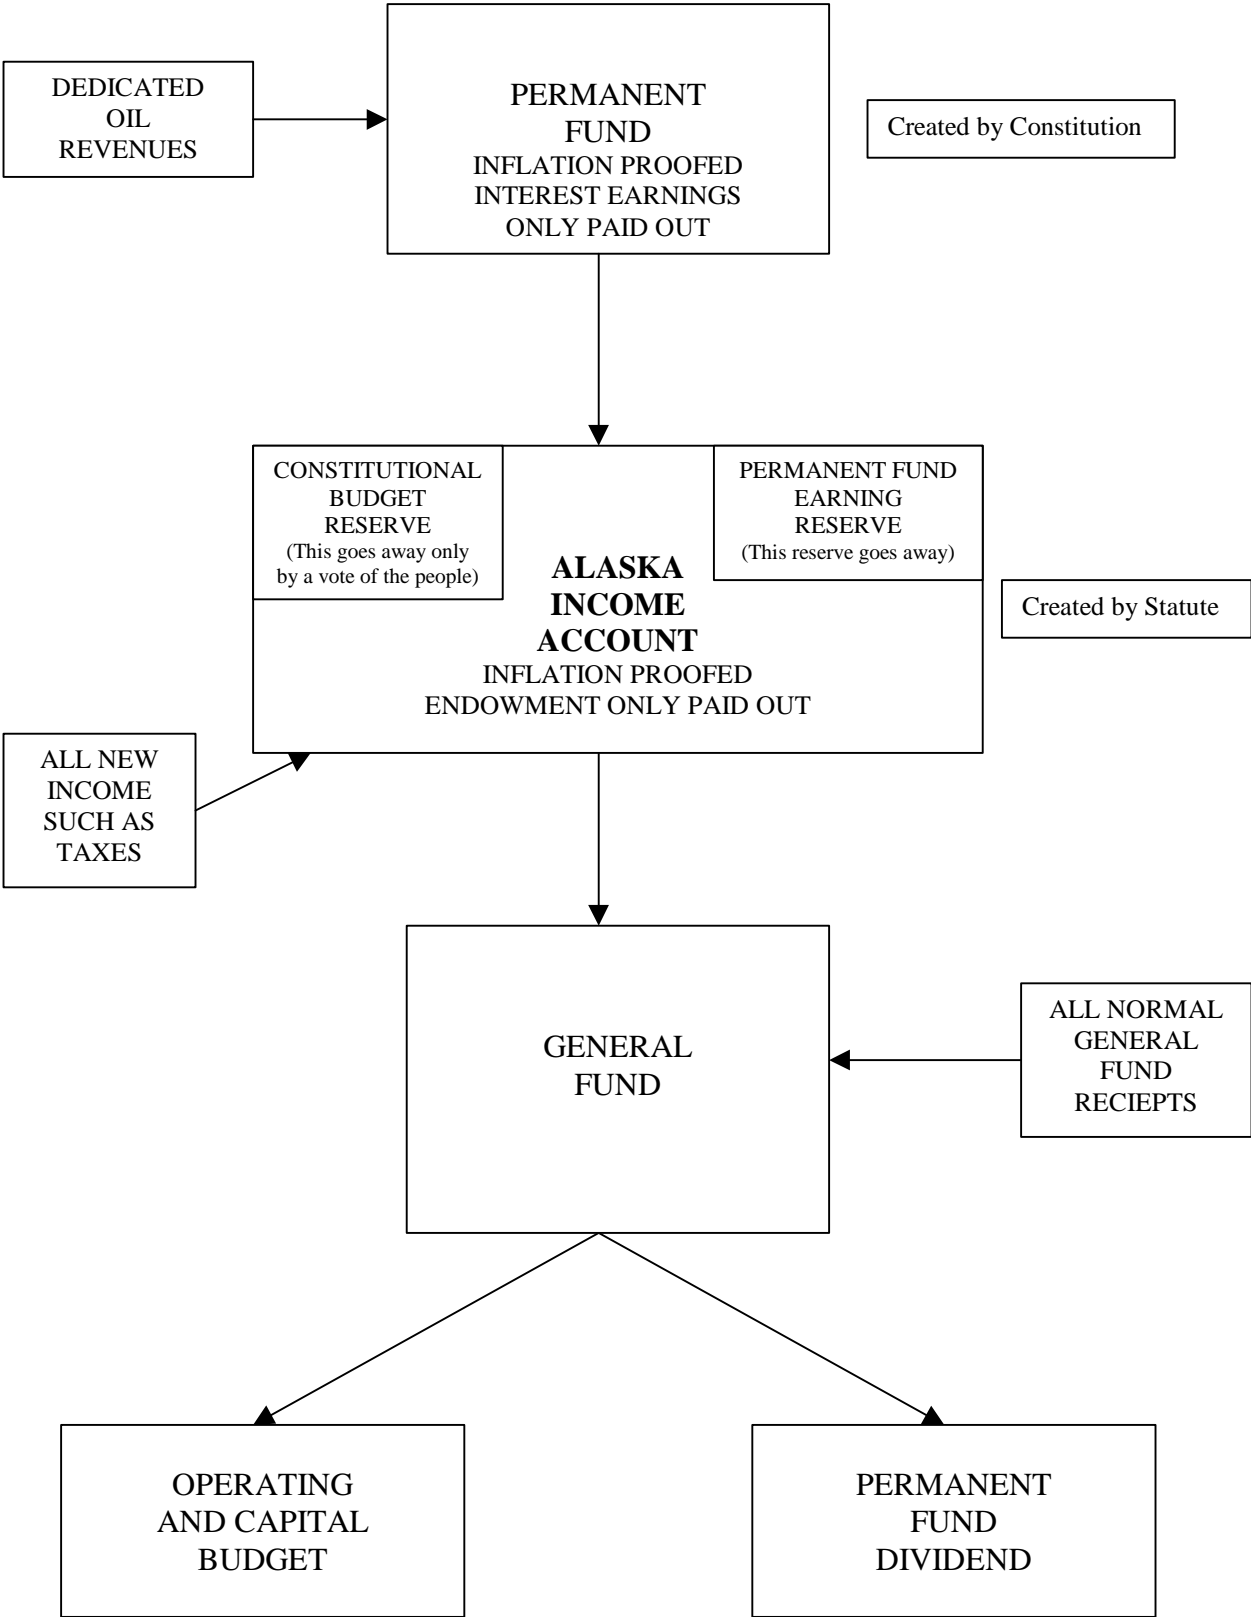 DEDICATED
OIL
REVENUES
PERMANENT
FUND
INFLATION PROOFED
INTEREST EARNINGS
ONLY PAID OUT
Created by Constitution
CONSTITUTIONAL
BUDGET
RESERVE
(This goes away only
by a vote of the people)
PERMANENT FUND
EARNING
RESERVE
(This reserve goes away)
ALASKA
INCOME
ACCOUNT
INFLATION PROOFED
ENDOWMENT ONLY PAID OUT
Created by Statute
ALL NEW
INCOME
SUCH AS
TAXES
GENERAL
FUND
ALL NORMAL
GENERAL
FUND
RECIEPTS
OPERATING
AND CAPITAL
BUDGET
PERMANENT
FUND
DIVIDEND